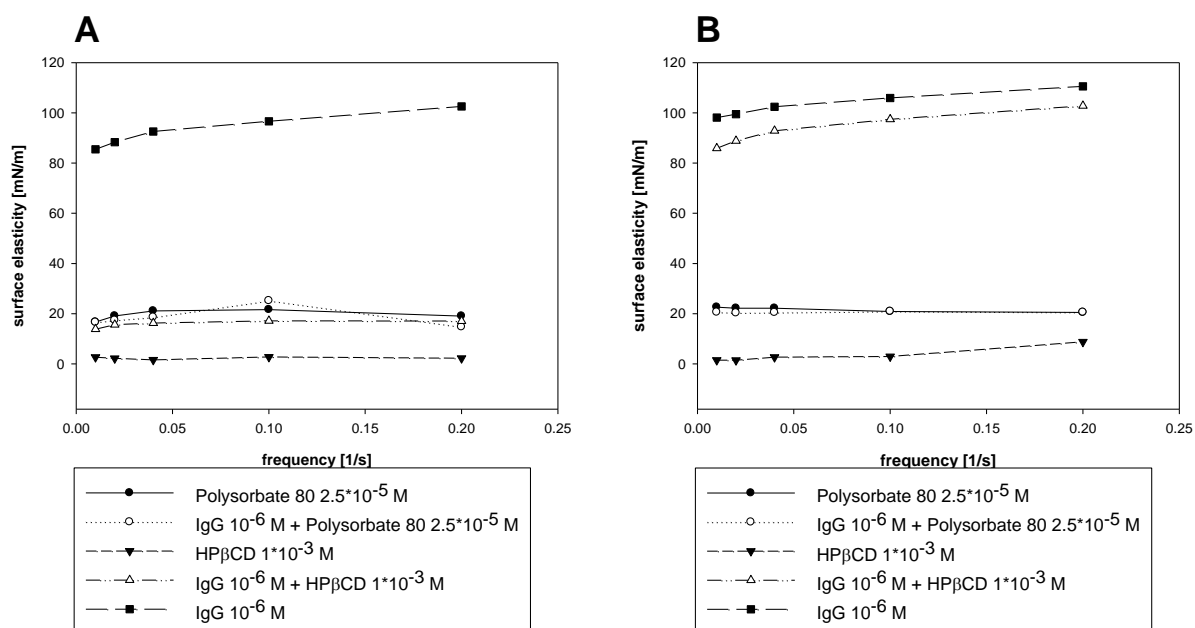 A
120
100
80
60
40
20
0
surface elasticity [mN/m]
0.00 0.05 0.10 0.15 0.20 0.25
frequency [1/s]
Polysorbate 80 2.5*10⁻⁵ M
IgG 10⁻⁶ M + Polysorbate 80 2.5*10⁻⁵ M
HPβCD 1*10⁻³ M
IgG 10⁻⁶ M + HPβCD 1*10⁻³ M
IgG 10⁻⁶ M
B
120
100
80
60
40
20
0
surface elasticity [mN/m]
0.00 0.05 0.10 0.15 0.20 0.25
frequency [1/s]
Polysorbate 80 2.5*10⁻⁵ M
IgG 10⁻⁶ M + Polysorbate 80 2.5*10⁻⁵ M
HPβCD 1*10⁻³ M
IgG 10⁻⁶ M + HPβCD 1*10⁻³ M
IgG 10⁻⁶ M